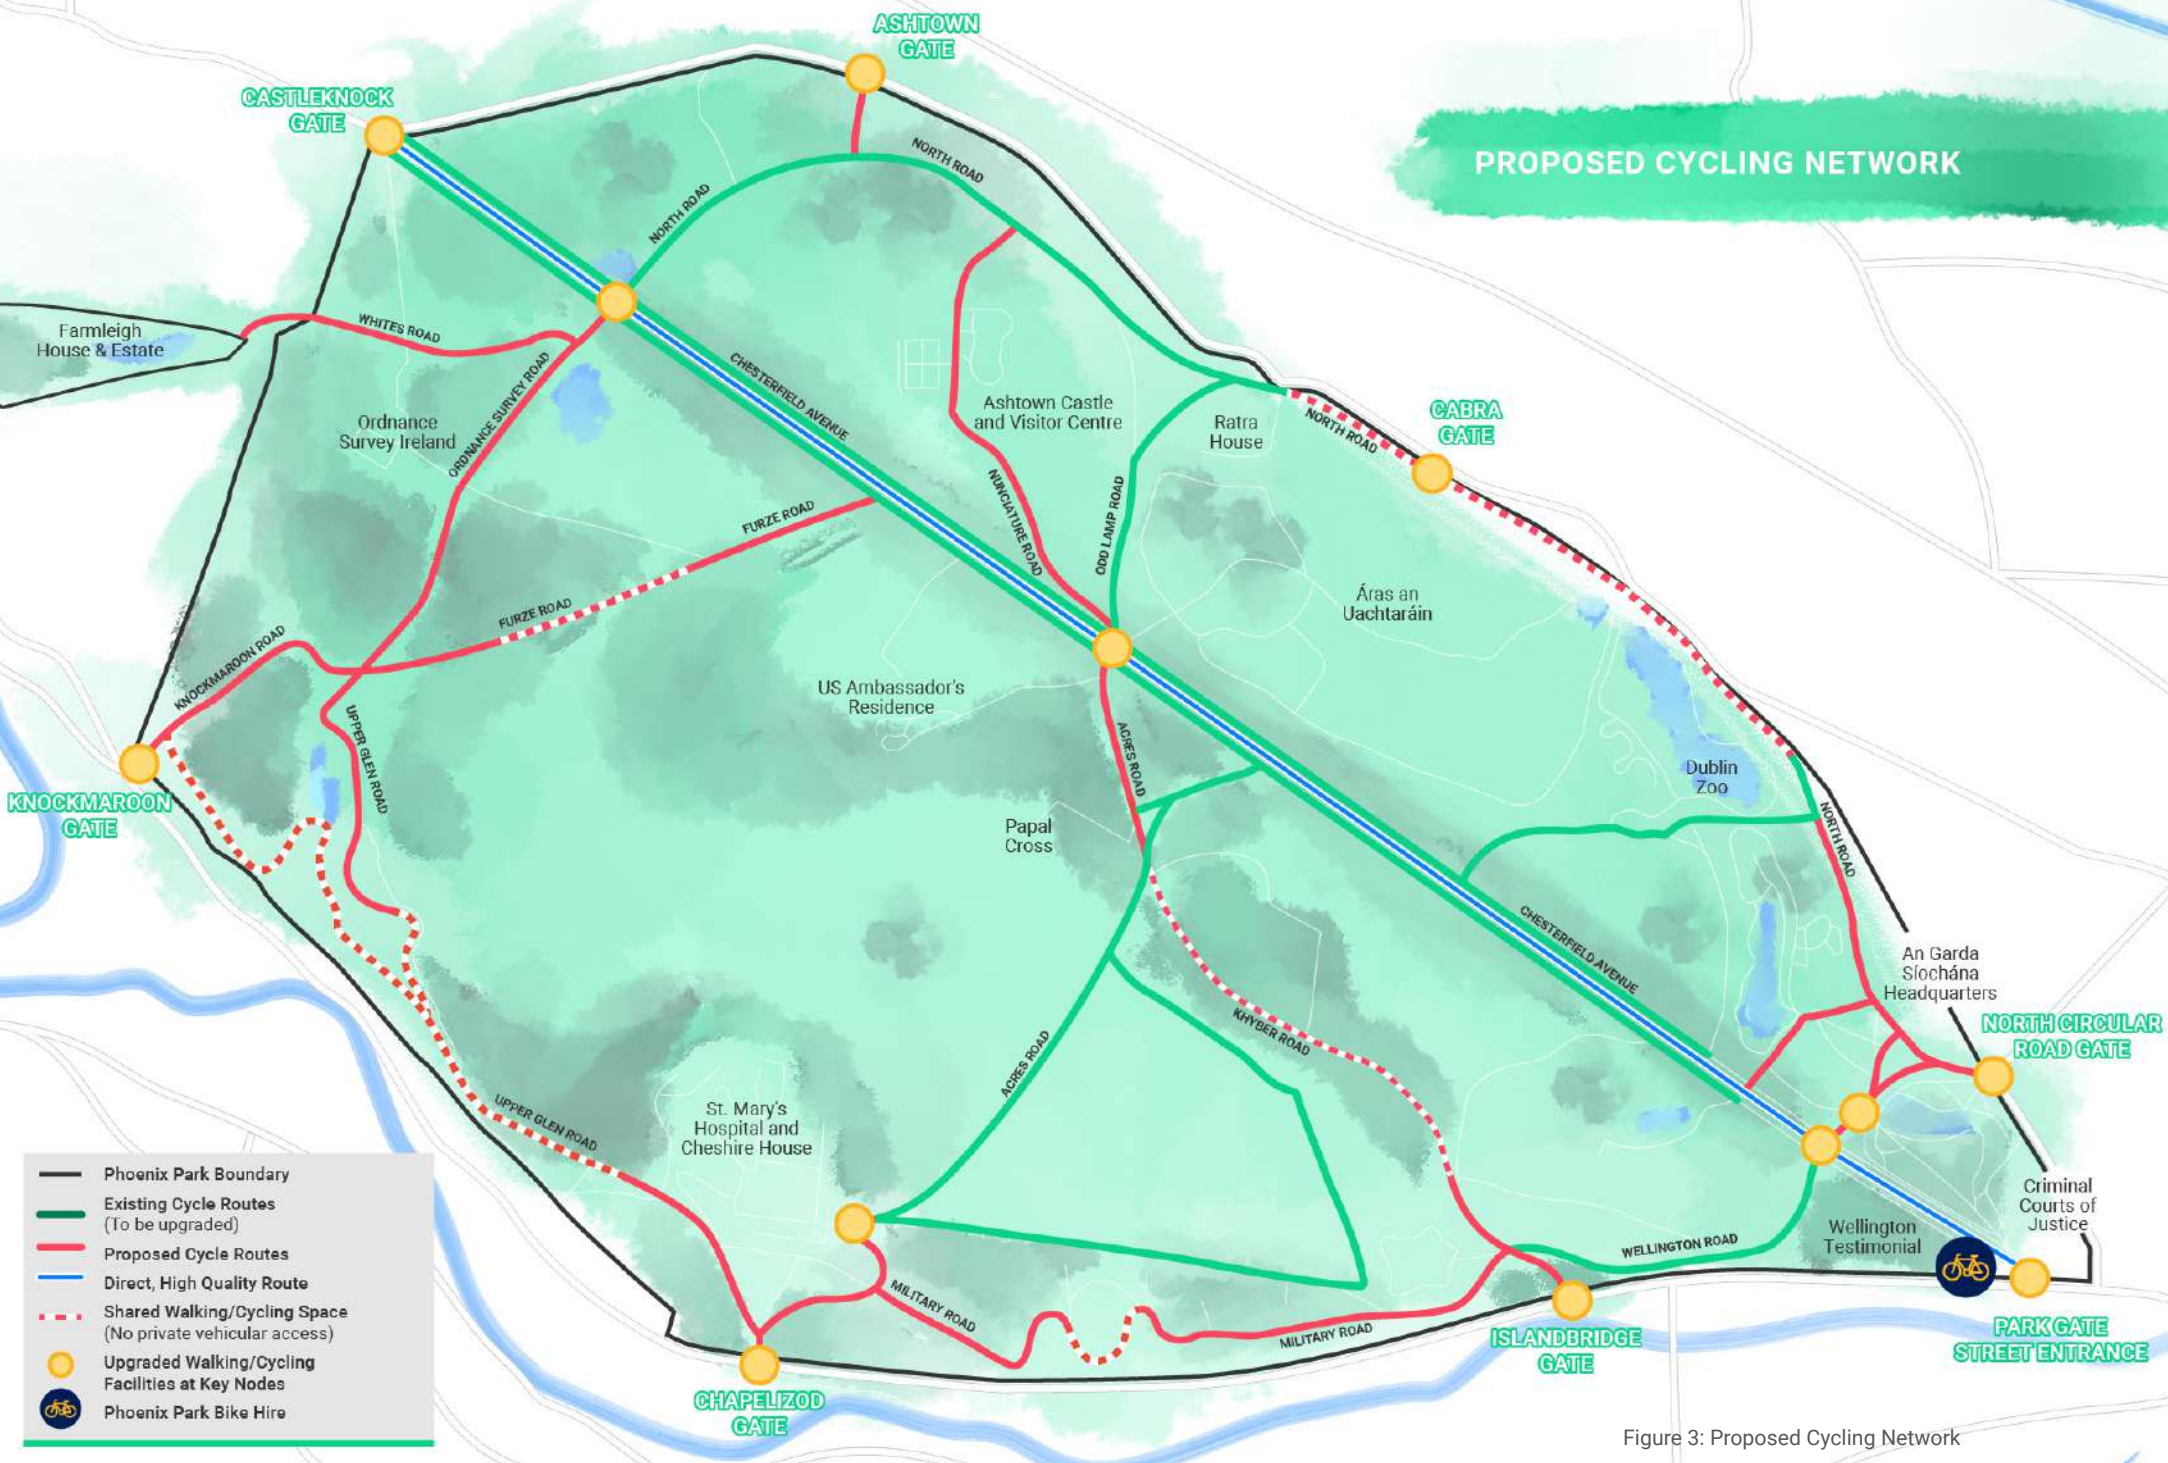 ASHTOWN
GATE
CASTLEKNOCK
GATE
PROPOSED CYCLING NETWORK
NORTH ROAD
NORTH ROAD
Farmleigh
House & Estate
WHITES ROAD
CHESTERFIELD AVENUE
ORDNANCE SURVEY ROAD
Ordnance
Survey Ireland
Ashtown Castle
and Visitor Centre
Ratra
House
NORTH ROAD
CABRA
GATE
NUNCIATURE ROAD
ODD LAMP ROAD
FURZE ROAD
FURZE ROAD
Áras an
Uachtaráin
KNOCKMAROON ROAD
US Ambassador's
Residence
UPPER GLEN ROAD
ACRES ROAD
Dublin
Zoo
KNOCKMAROON
GATE
Papal
Cross
NORTH ROAD
CHESTERFIELD AVENUE
An Garda
Síochána
Headquarters
KHYBER ROAD
NORTH CIRCULAR
ROAD GATE
ACRES ROAD
UPPER GLEN ROAD
St. Mary's
Hospital and
Cheshire House
Criminal
Courts of
Justice
Wellington
Testimonial
WELLINGTON ROAD
MILITARY ROAD
MILITARY ROAD
ISLANDBRIDGE
GATE
PARK GATE
STREET ENTRANCE
CHAPELIZOD
GATE
Phoenix Park Boundary
Existing Cycle Routes
(To be upgraded)
Proposed Cycle Routes
Direct, High Quality Route
Shared Walking/Cycling Space
(No private vehicular access)
Upgraded Walking/Cycling
Facilities at Key Nodes
Phoenix Park Bike Hire
Figure 3: Proposed Cycling Network